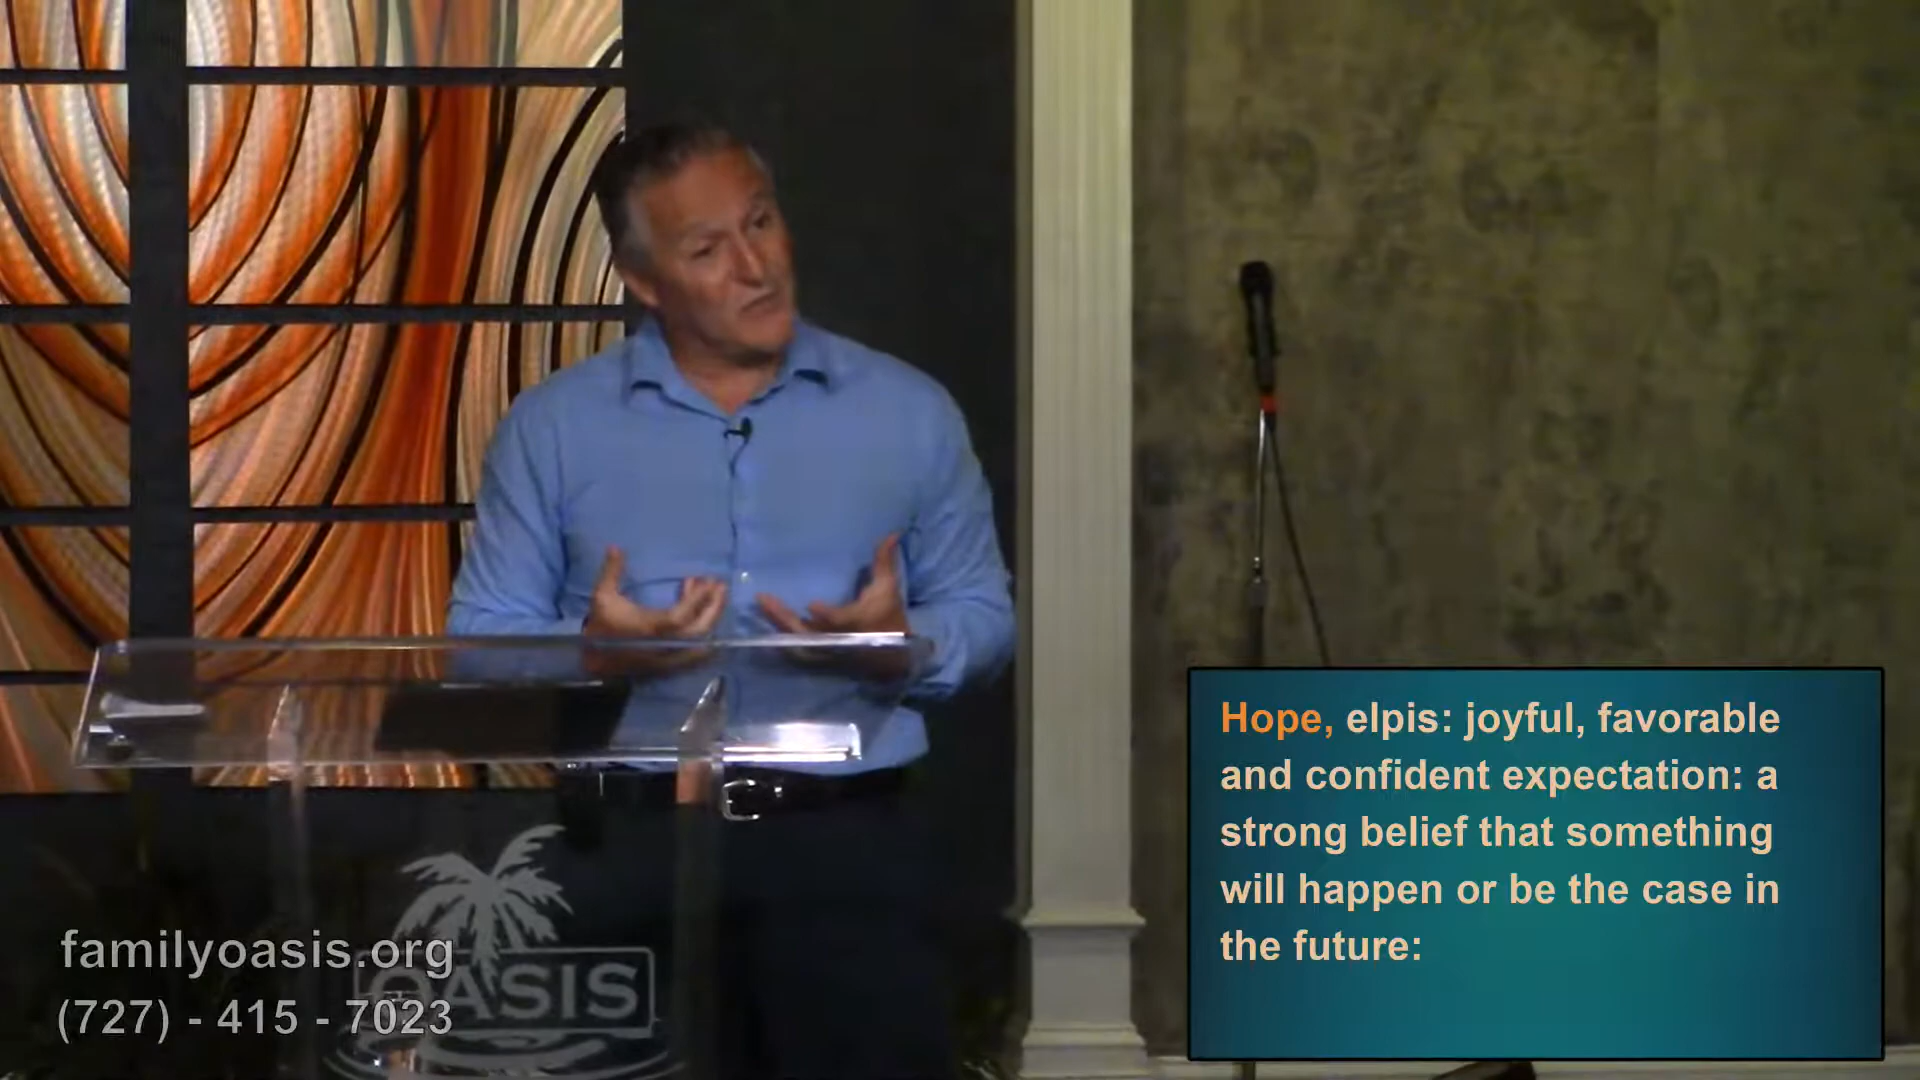 Hope, elpis: joyful, favorable
and confident expectation: a
strong belief that something
will happen or be the case in
the future:
familyoasis.org
(727) - 415 - 7023
OASIS